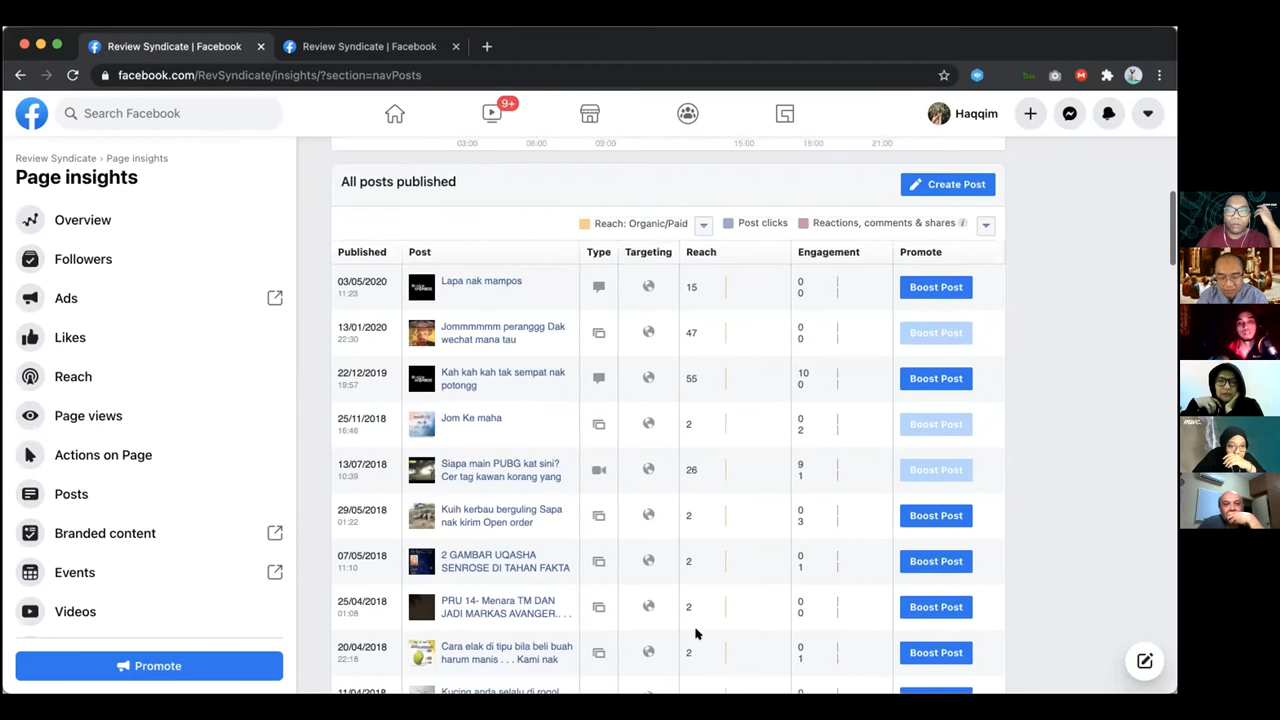 Review Syndicate | Facebook
Review Syndicate | Facebook
facebook.com/RevSyndicate/insights/?section=navPosts
Search Facebook
9+
Haqqim
Review Syndicate › Page insights
Page insights
Overview
Followers
Ads
Likes
Reach
Page views
Actions on Page
Posts
Branded content
Events
Videos
Promote
03:00 06:00 09:00 15:00 18:00 21:00
All posts published
Create Post
Reach: Organic/Paid Post clicks Reactions, comments & shares i
Published Post Type Targeting Reach Engagement Promote
03/05/2020
11:23
Lapa nak mampos
15
0
0
Boost Post
13/01/2020
22:30
Jommmmmm peranggg Dak
wechat mana tau
47
0
0
Boost Post
22/12/2019
19:57
Kah kah kah tak sempat nak
potongg
55
10
0
Boost Post
25/11/2018
16:46
Jom Ke maha
2
0
2
Boost Post
13/07/2018
10:39
Siapa main PUBG kat sini?
Cer tag kawan korang yang
26
9
1
Boost Post
29/05/2018
01:22
Kuih kerbau berguling Sapa
nak kirim Open order
2
0
3
Boost Post
07/05/2018
11:10
2 GAMBAR UQASHA
SENROSE DI TAHAN FAKTA
2
0
1
Boost Post
25/04/2018
01:08
PRU 14- Menara TM DAN
JADI MARKAS AVANGER.. . .
2
0
0
Boost Post
20/04/2018
22:18
Cara elak di tipu bila beli buah
harum manis . . . Kami nak
2
0
1
Boost Post
11/04/2018
Kucing anda selalu di rogol